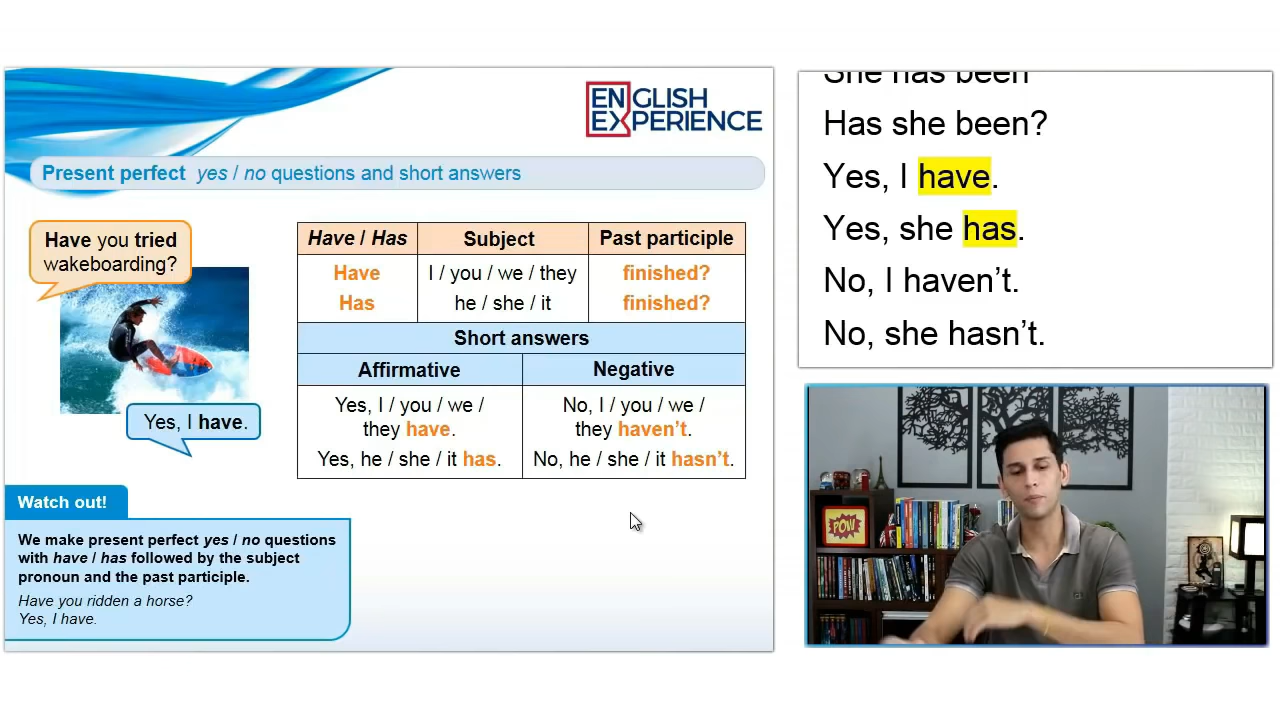 ENGLISH
EXPERIENCE
Present perfect yes / no questions and short answers
Have you tried
wakeboarding?
Yes, I have.
Have / Has
Subject
Past participle
Have
I / you / we / they
finished?
Has
he / she / it
finished?
Short answers
Affirmative
Negative
Yes, I / you / we /
they have.
Yes, he / she / it has.
No, I / you / we /
they haven't.
No, he / she / it hasn't.
Watch out!
We make present perfect yes / no questions
with have / has followed by the subject
pronoun and the past participle.
Have you ridden a horse?
Yes, I have.
She has been
Has she been?
Yes, I have.
Yes, she has.
No, I haven't.
No, she hasn't.
POW